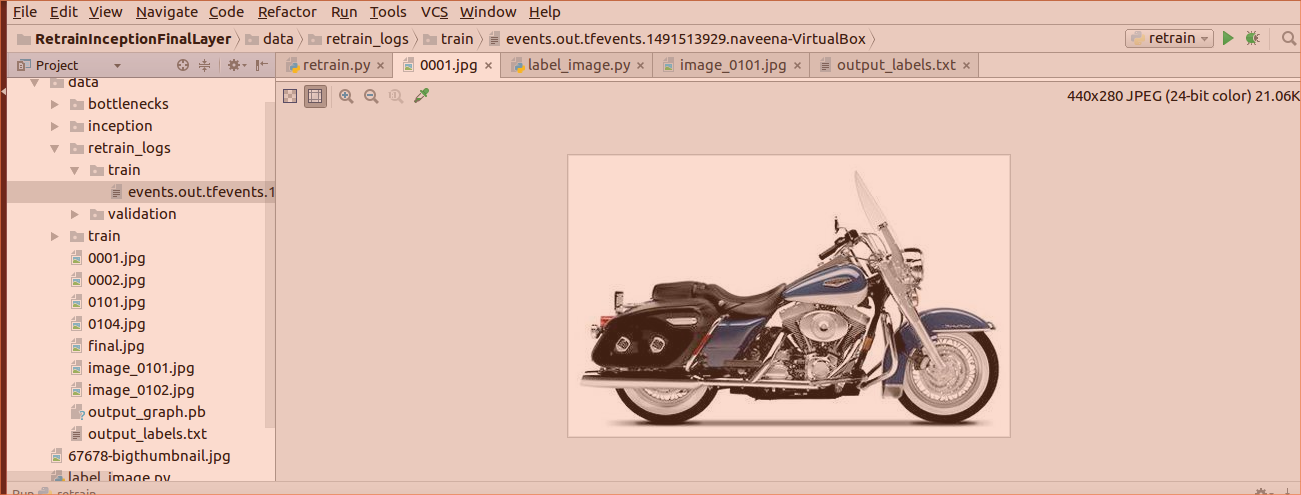 File Edit View Navigate Code Refactor Run Tools VCS Window Help
RetrainInceptionFinalLayer data retrain_logs train events.out.tfevents.1491513929.naveena-VirtualBox retrain
Project retrain.py 0001.jpg label_image.py image_0101.jpg output_labels.txt
440x280 JPEG (24-bit color) 21.06K
data
bottlenecks
inception
retrain_logs
train
events.out.tfevents.1
validation
train
0001.jpg
0002.jpg
0101.jpg
0104.jpg
final.jpg
image_0101.jpg
image_0102.jpg
output_graph.pb
output_labels.txt
67678-bigthumbnail.jpg
label_image.py
Run retrain